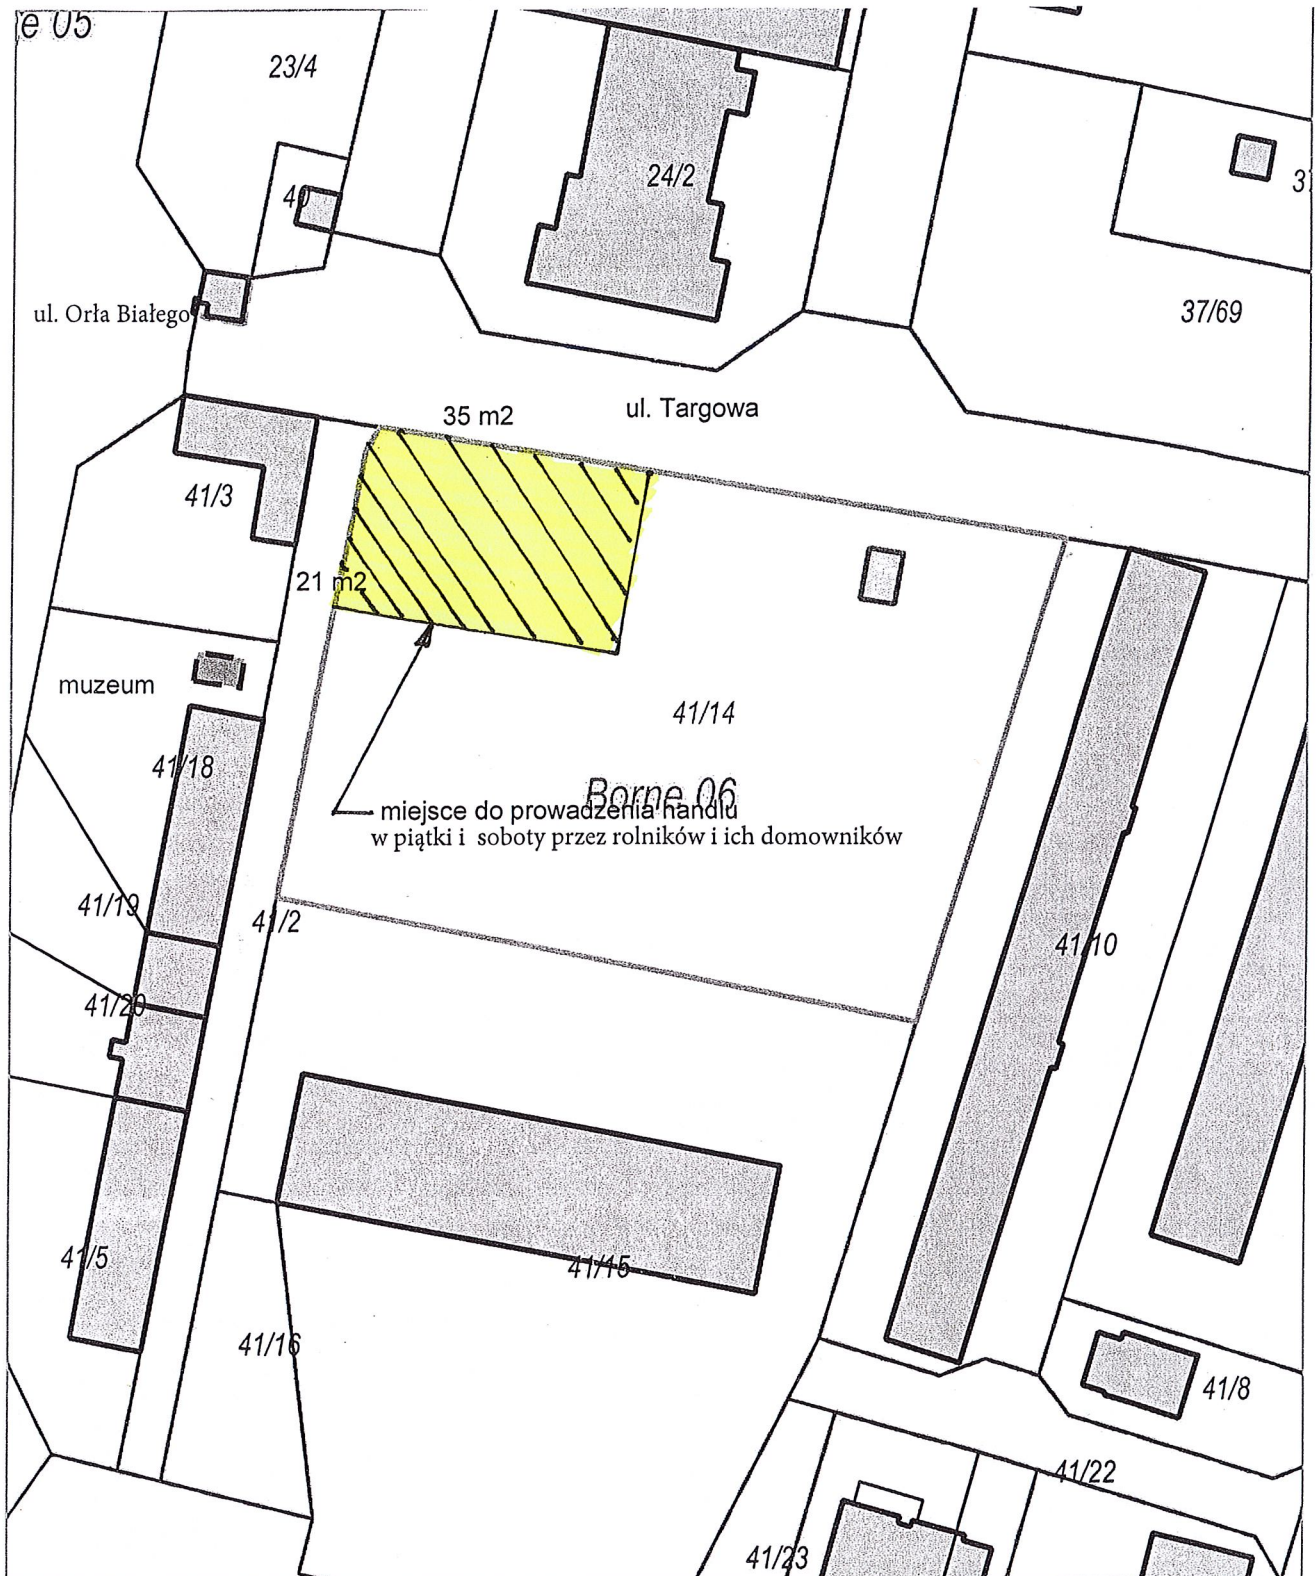 e 05
23/4
40
24/2
3
37/69
ul. Orła Białego
35 m2
ul. Targowa
41/3
21 m2
muzeum
41/14
41/18
Borne 06
miejsce do prowadzenia handlu
w piątki i soboty przez rolników i ich domowników
41/19
41/2
41/10
41/20
41/5
41/15
41/16
41/8
41/22
41/23